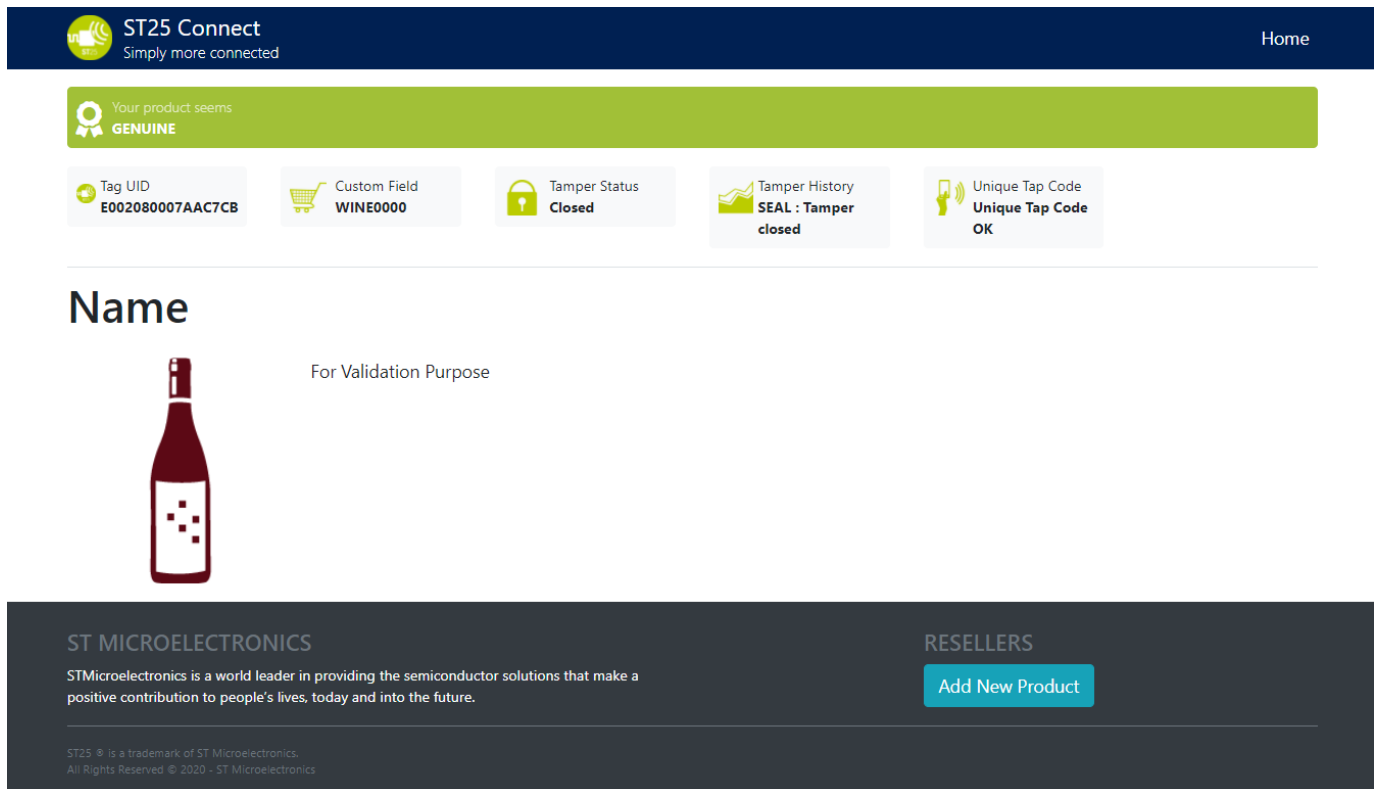 ST25 Connect
Simply more connected
Home
Your product seems
GENUINE
Tag UID
E002080007AAC7CB
Custom Field
WINE0000
Tamper Status
Closed
Tamper History
SEAL : Tamper
closed
Unique Tap Code
Unique Tap Code
OK
Name
For Validation Purpose
ST MICROELECTRONICS
STMicroelectronics is a world leader in providing the semiconductor solutions that make a
positive contribution to people's lives, today and into the future.
RESELLERS
Add New Product
ST25 ® is a trademark of ST Microelectronics.
All Rights Reserved © 2020 - ST Microelectronics